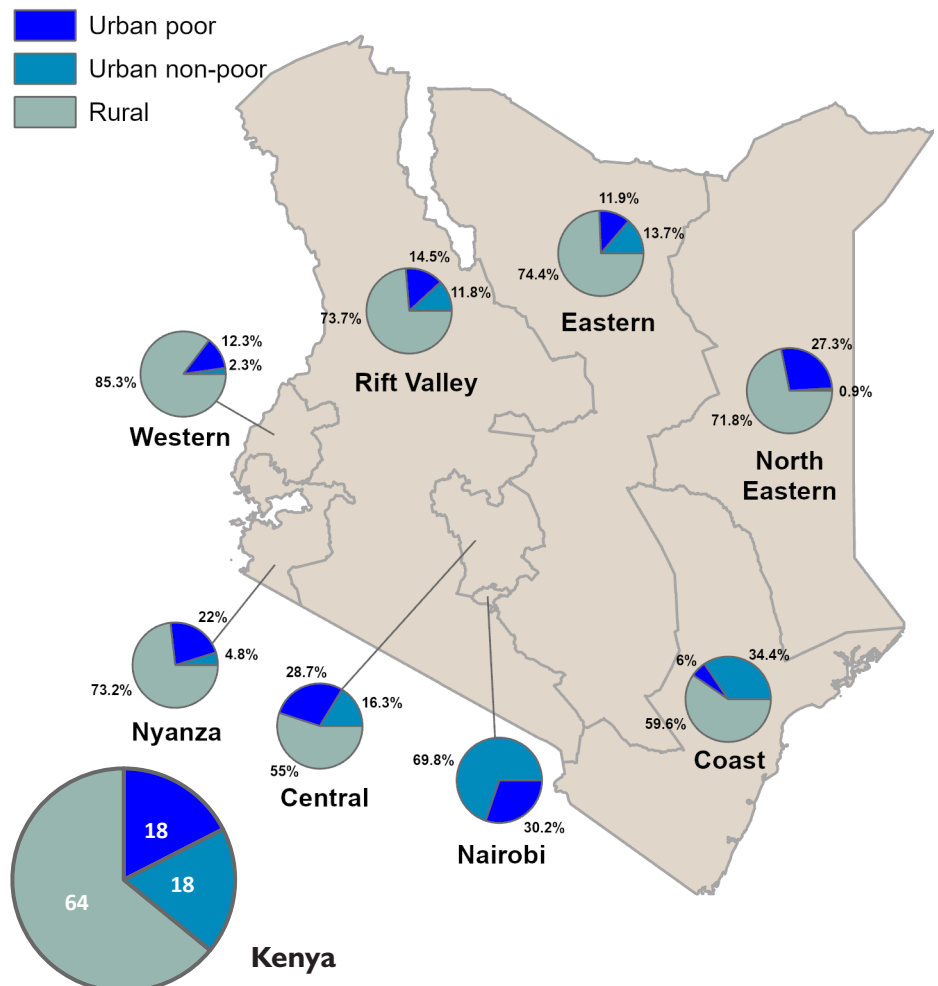 Urban poor
Urban non-poor
Rural
11.9%
13.7%
74.4%
Eastern
14.5%
11.8%
73.7%
Rift Valley
12.3%
2.3%
85.3%
Western
27.3%
0.9%
71.8%
North
Eastern
22%
4.8%
73.2%
Nyanza
28.7%
16.3%
55%
Central
69.8%
30.2%
Nairobi
6%
34.4%
59.6%
Coast
18
18
64
Kenya